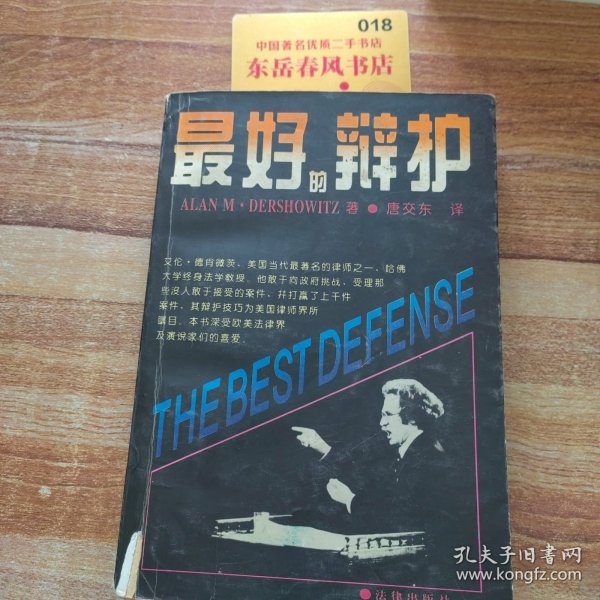 018
中国著名优质二手书店
东岳春风书店
最好的辩护
ALAN M·DERSHOWITZ 著 ● 唐交东 译
艾伦·德肖微茨，美国当代最著名的律师之一，哈佛
大学终身法学教授。他敢于向政府挑战，受理那
些没人敢于接受的案件，并打赢了上千件
案件，其辩护技巧为美国律师界所
瞩目。本书深受欧美法律界
及演说家们的喜爱。
THE BEST DEFENSE
法律出版社
孔夫子旧书网
www.kongfz.com